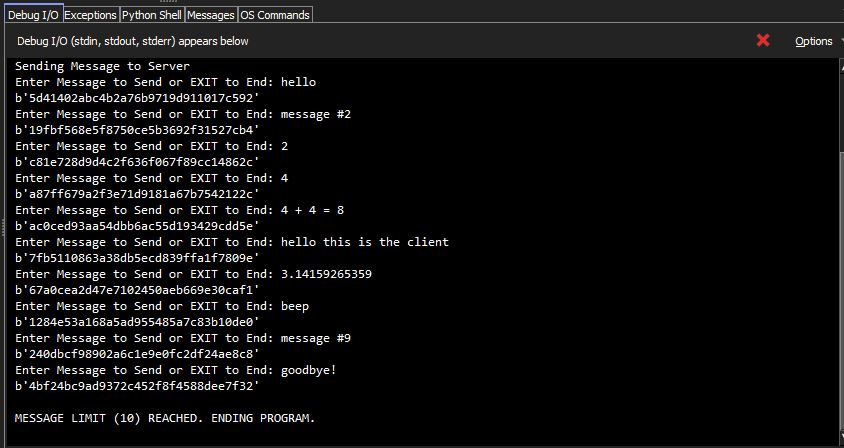 Debug I/O Exceptions Python Shell Messages OS Commands
Debug I/O (stdin, stdout, stderr) appears below Options
Sending Message to Server
Enter Message to Send or EXIT to End: hello
b'5d41402abc4b2a76b9719d911017c592'
Enter Message to Send or EXIT to End: message #2
b'19fbf568e5f8750ce5b3692f31527cb4'
Enter Message to Send or EXIT to End: 2
b'c81e728d9d4c2f636f067f89cc14862c'
Enter Message to Send or EXIT to End: 4
b'a87ff679a2f3e71d9181a67b7542122c'
Enter Message to Send or EXIT to End: 4 + 4 = 8
b'ac0ced93aa54dbb6ac55d193429cdd5e'
Enter Message to Send or EXIT to End: hello this is the client
b'7fb5110863a38db5ecd839ffa1f7809e'
Enter Message to Send or EXIT to End: 3.14159265359
b'67a0cea2d47e7102450aeb669e30caf1'
Enter Message to Send or EXIT to End: beep
b'1284e53a168a5ad955485a7c83b10de0'
Enter Message to Send or EXIT to End: message #9
b'240dbcf98902a6c1e9e0fc2df24ae8c8'
Enter Message to Send or EXIT to End: goodbye!
b'4bf24bc9ad9372c452f8f4588dee7f32'
MESSAGE LIMIT (10) REACHED. ENDING PROGRAM.